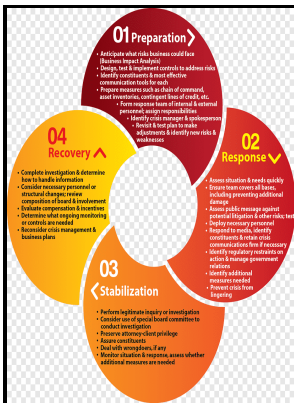 01 Preparation
• Anticipate what risks business could face
(Business Impact Analysis)
• Design, test & implement controls to address risks
• Identify constituents & most effective
communication tools for each
• Prepare measures such as chain of command,
asset inventories, contingent lines of credit, etc.
• Form response team of internal & external
personnel; assign responsibilities
• Identify crisis manager & spokesperson
• Revisit & test plan to make
adjustments & identify new risks &
weaknesses
02
Response
• Assess situation & needs quickly
• Ensure team covers all bases,
including preventing additional
damage
• Assess public message against
potential litigation & other risks; test
• Deploy necessary personnel
• Respond to media, identify
constituents & retain crisis
communications firm if necessary
• Identify regulatory restraints on
action & manage government
relations
• Identify additional
measures needed
• Prevent crisis from
lingering
03
Stabilization
• Perform legitimate inquiry or investigation
• Consider use of special board committee to
conduct investigation
• Preserve attorney-client privilege
• Assure constituents
• Deal with wrongdoers, if any
• Monitor situation & response, assess whether
additional measures are needed
04
Recovery
• Complete investigation & determine
how to handle information
• Consider necessary personnel or
structural changes; review
composition of board & involvement
• Evaluate compensation & incentives
• Determine what ongoing monitoring
or controls are needed
• Reconsider crisis management &
business plans